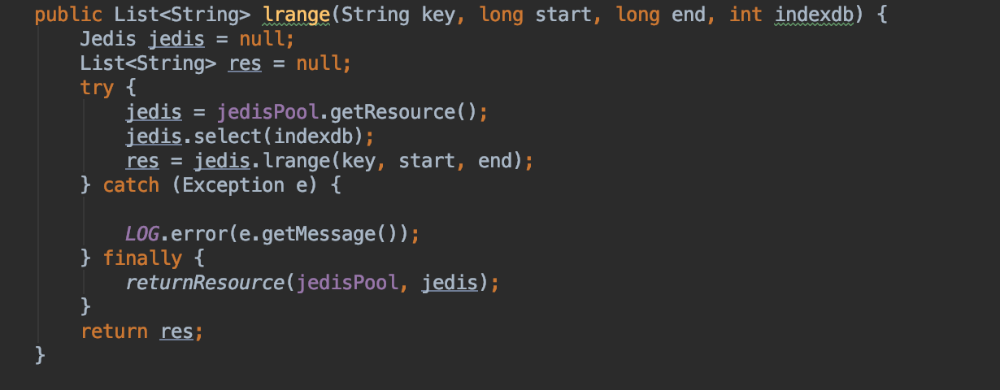 public List<String> lrange(String key, long start, long end, int indexdb) {
    Jedis jedis = null;
    List<String> res = null;
    try {
        jedis = jedisPool.getResource();
        jedis.select(indexdb);
        res = jedis.lrange(key, start, end);
    } catch (Exception e) {

        LOG.error(e.getMessage());
    } finally {
        returnResource(jedisPool, jedis);
    }
    return res;
}